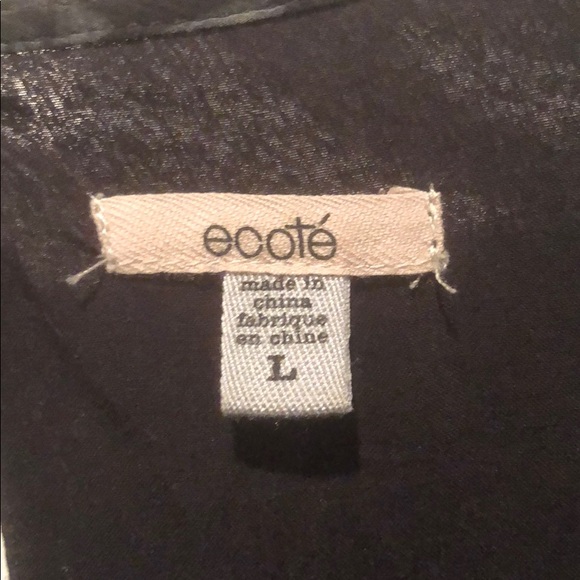 ecoté
made in
china
fabrique
en chine
L